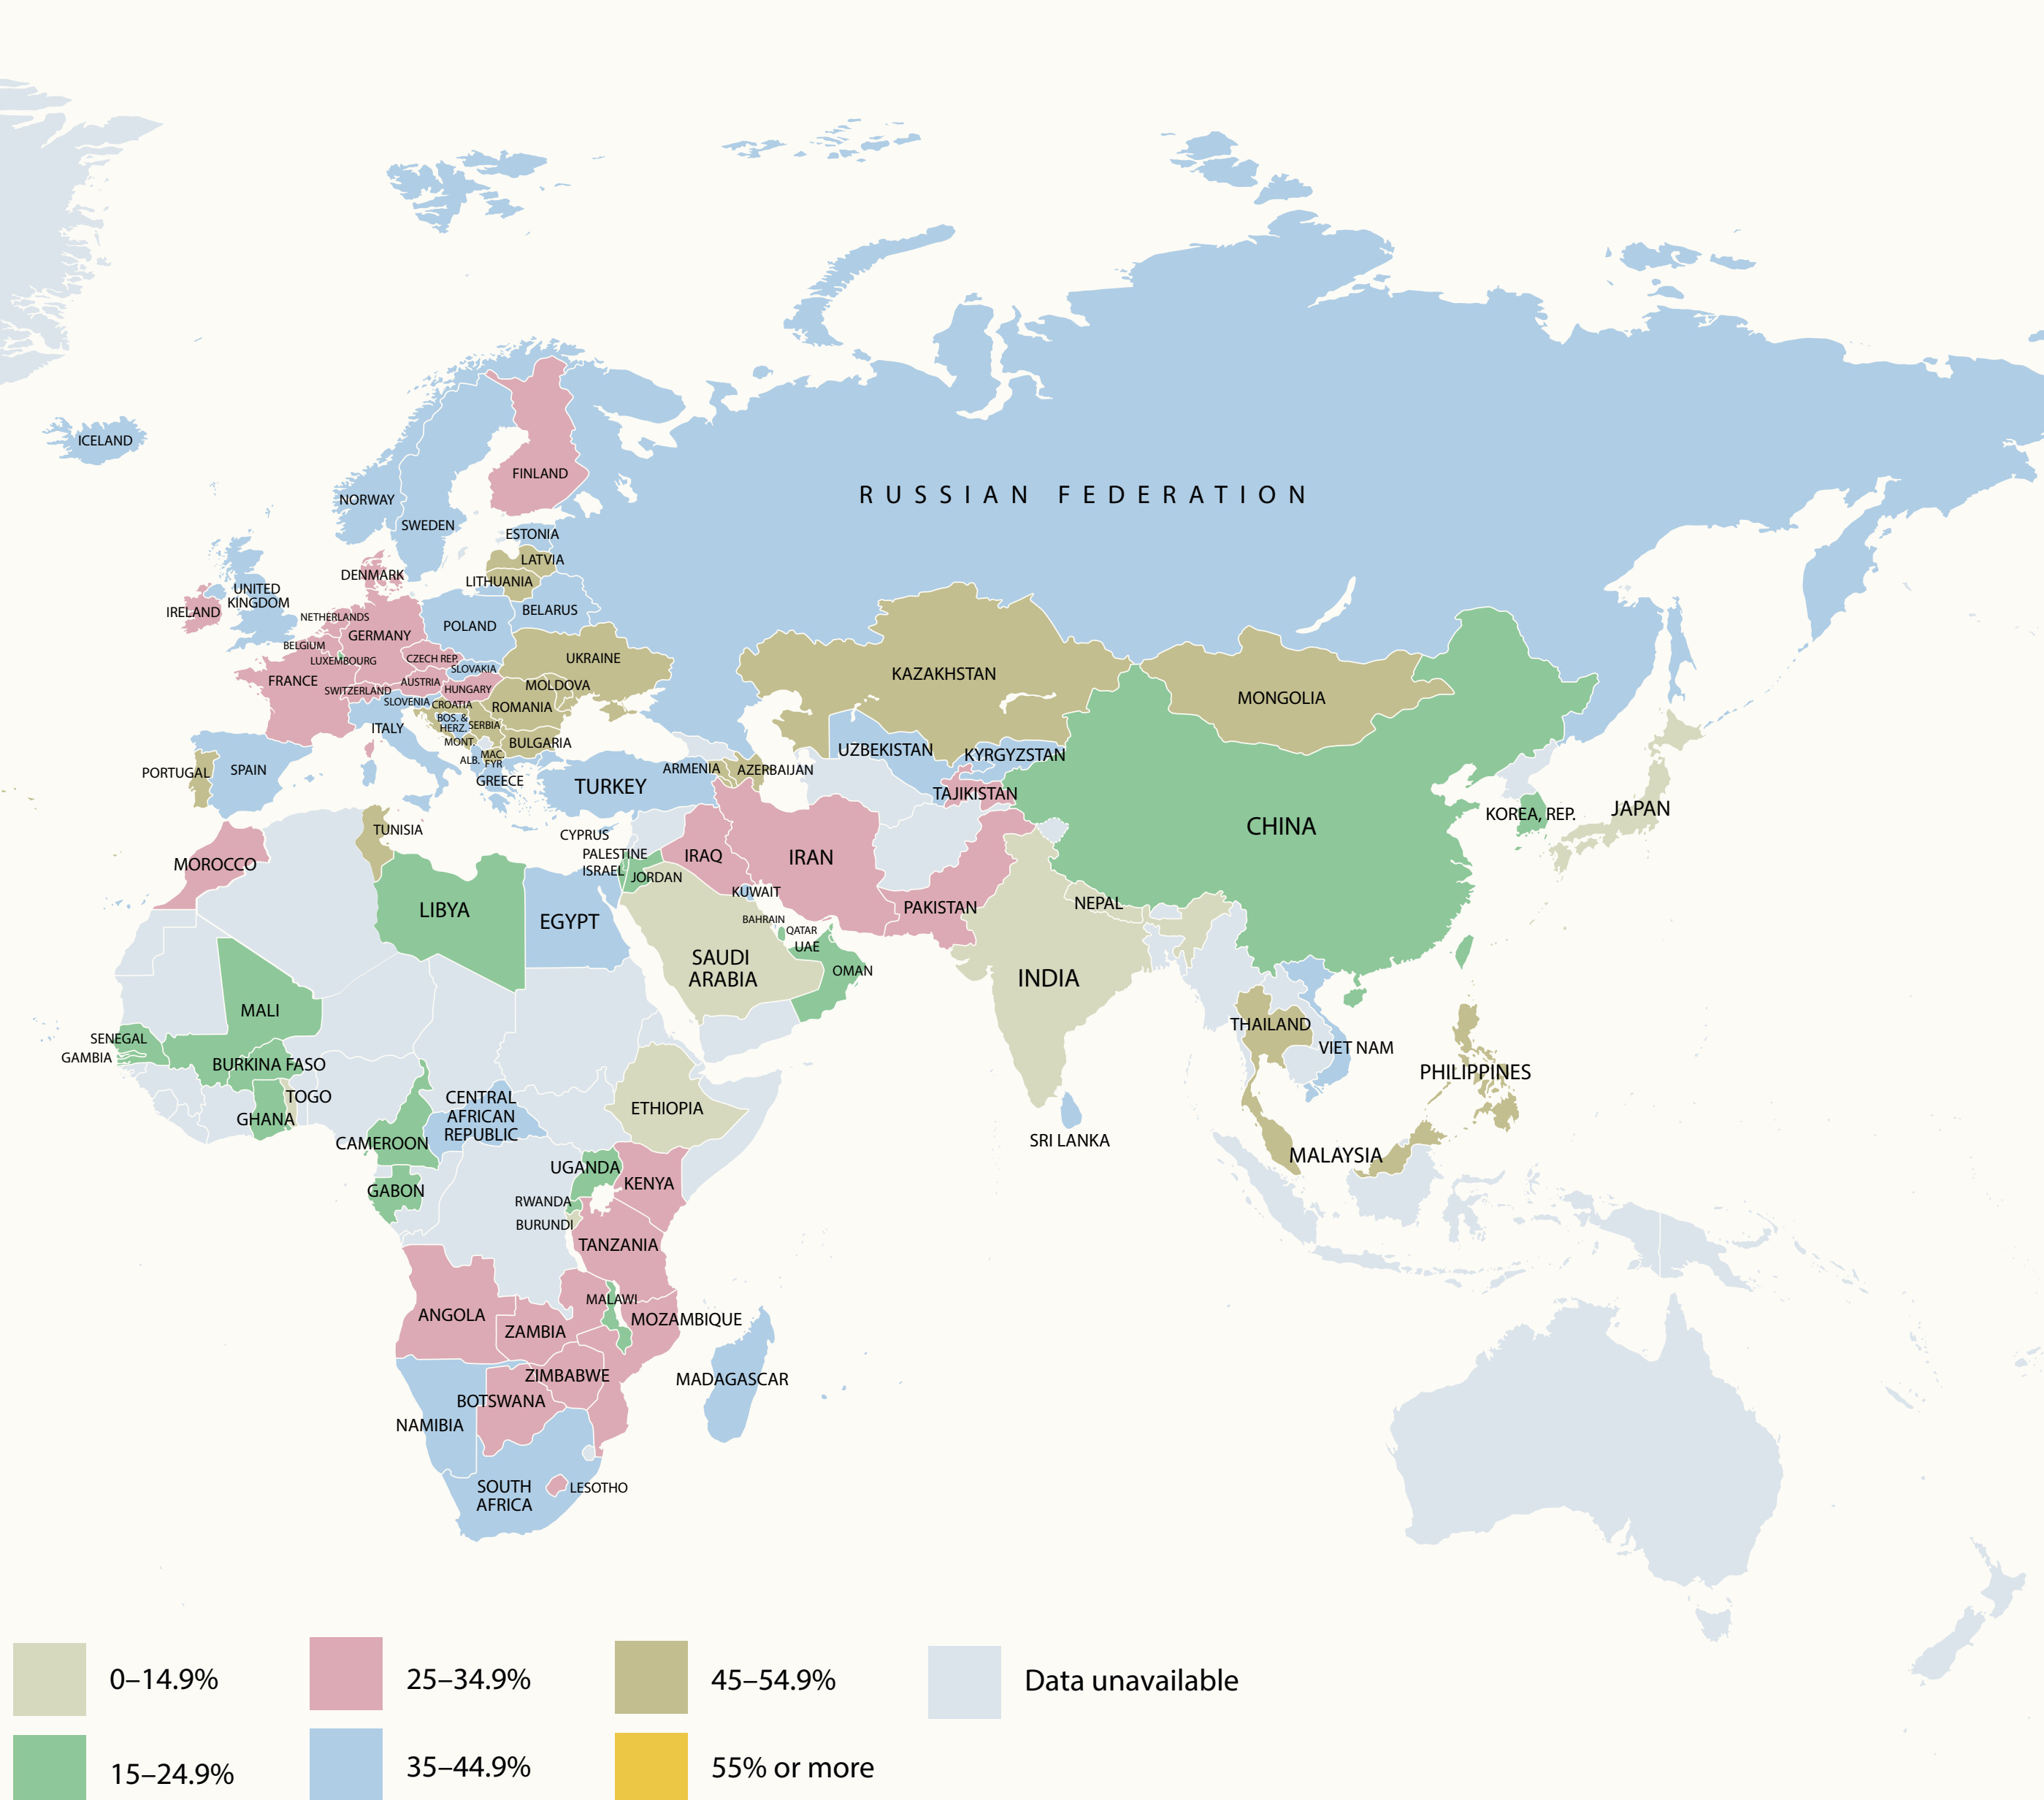 ICELAND
FINLAND
RUSSIAN FEDERATION
NORWAY
SWEDEN
ESTONIA
LATVIA
DENMARK
LITHUANIA
UNITED
KINGDOM
IRELAND
BELARUS
NETHERLANDS
POLAND
GERMANY
BELGIUM
LUXEMBOURG
CZECH REP.
UKRAINE
SLOVAKIA
FRANCE
AUSTRIA
SWITZERLAND
HUNGARY
MOLDOVA
KAZAKHSTAN
MONGOLIA
SLOVENIA
CROATIA
ROMANIA
BOS. &
HERZ.
SERBIA
ITALY
MONT.
BULGARIA
UZBEKISTAN
KYRGYZSTAN
ALB.
MAC.
FYR
PORTUGAL
SPAIN
GREECE
TURKEY
ARMENIA
AZERBAIJAN
TAJIKISTAN
KOREA, REP.
JAPAN
CHINA
TUNISIA
CYPRUS
MOROCCO
PALESTINE
ISRAEL
JORDAN
IRAQ
IRAN
KUWAIT
LIBYA
EGYPT
PAKISTAN
NEPAL
BAHRAIN
QATAR
UAE
SAUDI
ARABIA
OMAN
INDIA
MALI
THAILAND
SENEGAL
GAMBIA
BURKINA FASO
VIET NAM
PHILIPPINES
TOGO
GHANA
CENTRAL
AFRICAN
REPUBLIC
ETHIOPIA
CAMEROON
SRI LANKA
MALAYSIA
UGANDA
GABON
KENYA
RWANDA
BURUNDI
TANZANIA
MALAWI
ANGOLA
ZAMBIA
MOZAMBIQUE
ZIMBABWE
MADAGASCAR
BOTSWANA
NAMIBIA
SOUTH
AFRICA
LESOTHO
0–14.9%
25–34.9%
45–54.9%
Data unavailable
15–24.9%
35–44.9%
55% or more